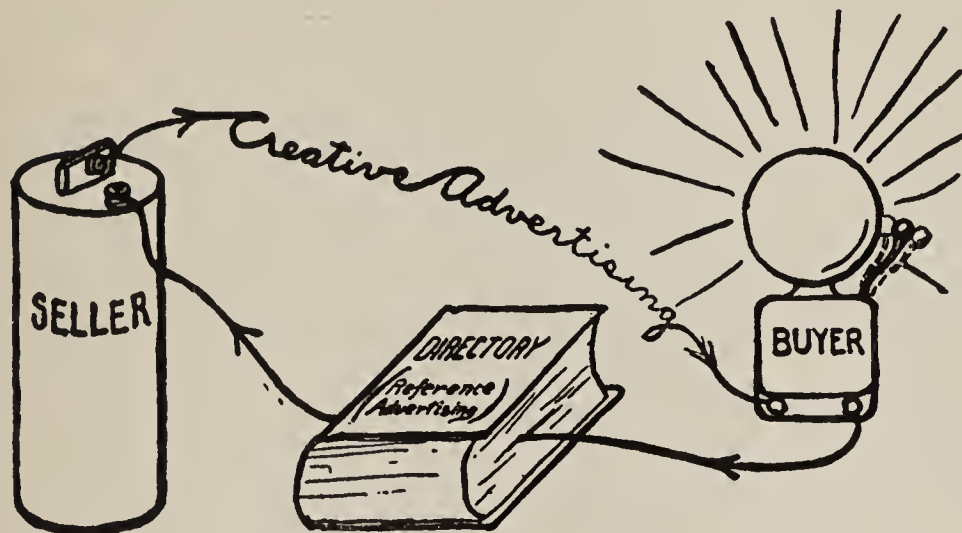 Creative Advertising
SELLER
DIRECTORY
(Reference
Advertising)
BUYER